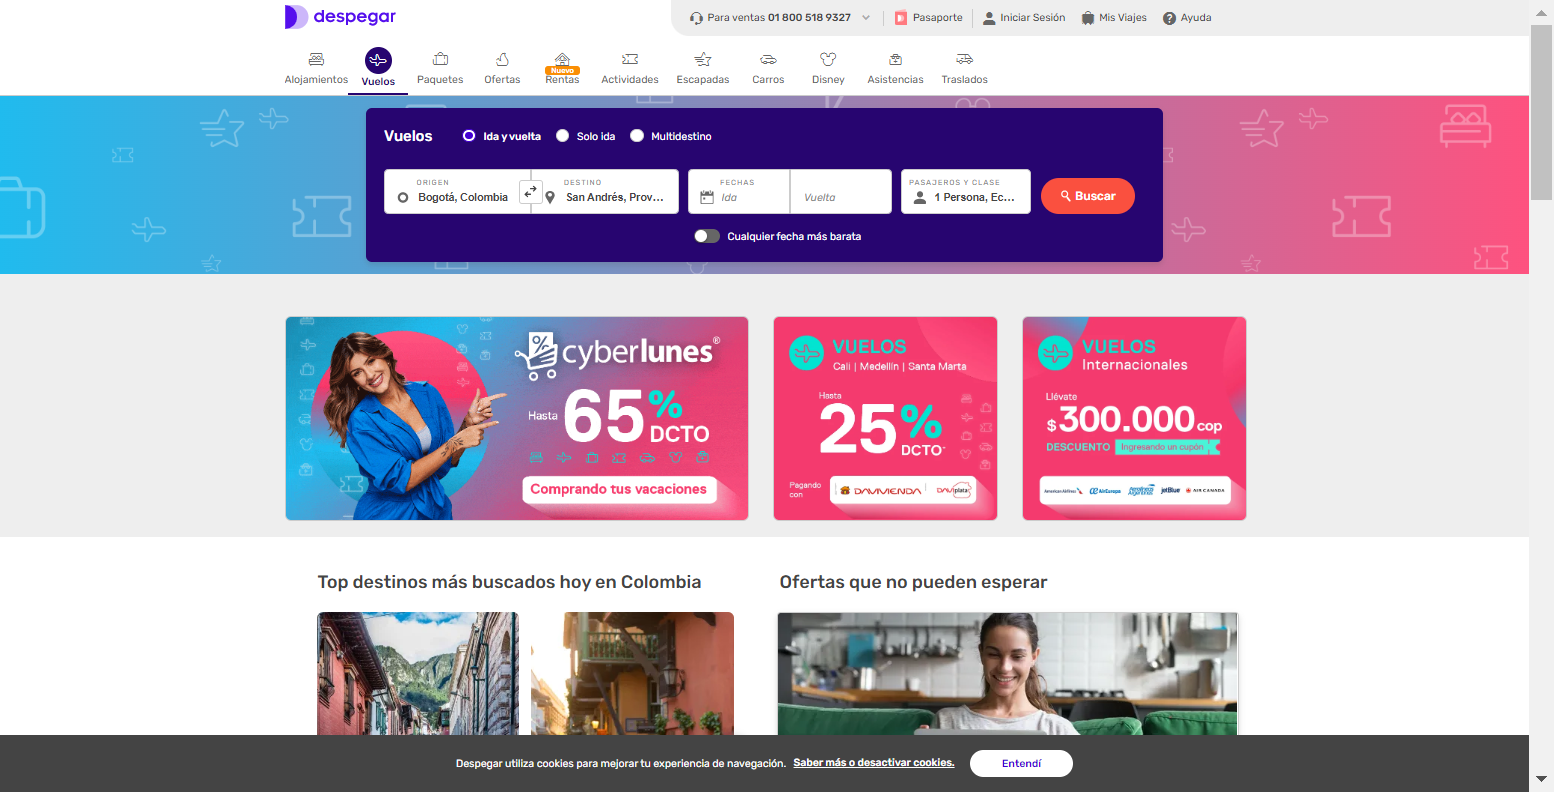 despegar
Para ventas 01 800 518 9327
Pasaporte
Iniciar Sesión
Mis Viajes
Ayuda
Alojamientos
Vuelos
Paquetes
Ofertas
Nuevo
Rentas
Actividades
Escapadas
Carros
Disney
Asistencias
Traslados
Vuelos
Ida y vuelta
Solo ida
Multidestino
ORIGEN
Bogotá, Colombia
DESTINO
San Andrés, Prov...
FECHAS
Ida
Vuelta
PASAJEROS Y CLASE
1 Persona, Ec...
Buscar
Cualquier fecha más barata
cyberlunes®
Hasta 65% DCTO
Comprando tus vacaciones
VUELOS
Cali | Medellín | Santa Marta
Hasta
25% DCTO*
Pagando con
DAVIVIENDA
DAVIplata
VUELOS
Internacionales
Llévate
$300.000 COP
DESCUENTO Ingresando un cupón
American Airlines
AirEuropa
Aerolíneas Argentinas
jetBlue
AIR CANADA
Top destinos más buscados hoy en Colombia
Ofertas que no pueden esperar
Despegar utiliza cookies para mejorar tu experiencia de navegación. Saber más o desactivar cookies.
Entendí